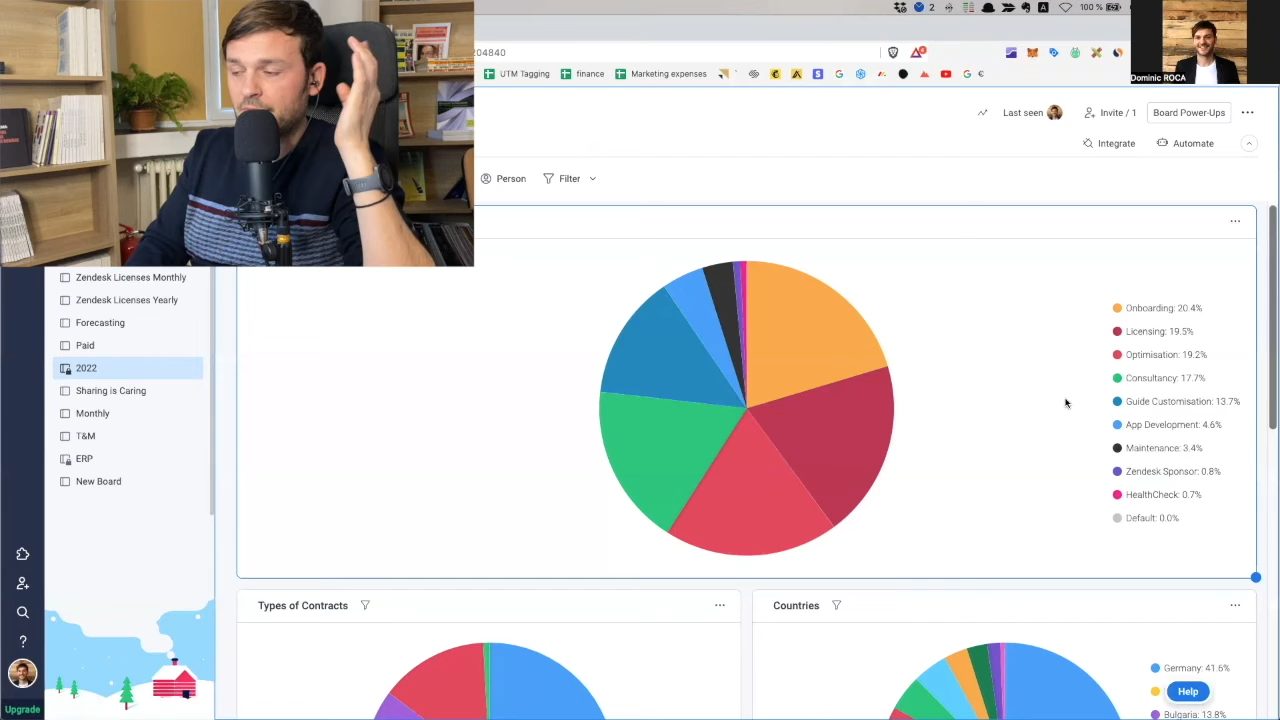 204840
100 %
2
A
Dominic ROCA
UTM Tagging
finance
Marketing expenses
Last seen
Invite / 1
Board Power-Ups
Integrate
Automate
Person
Filter
Zendesk Licenses Monthly
Zendesk Licenses Yearly
Forecasting
Paid
2022
Sharing is Caring
Monthly
T&M
ERP
New Board
Upgrade
Onboarding: 20.4%
Licensing: 19.5%
Optimisation: 19.2%
Consultancy: 17.7%
Guide Customisation: 13.7%
App Development: 4.6%
Maintenance: 3.4%
Zendesk Sponsor: 0.8%
HealthCheck: 0.7%
Default: 0.0%
Types of Contracts
Countries
Germany: 41.6%
Help
Bulgaria: 13.8%